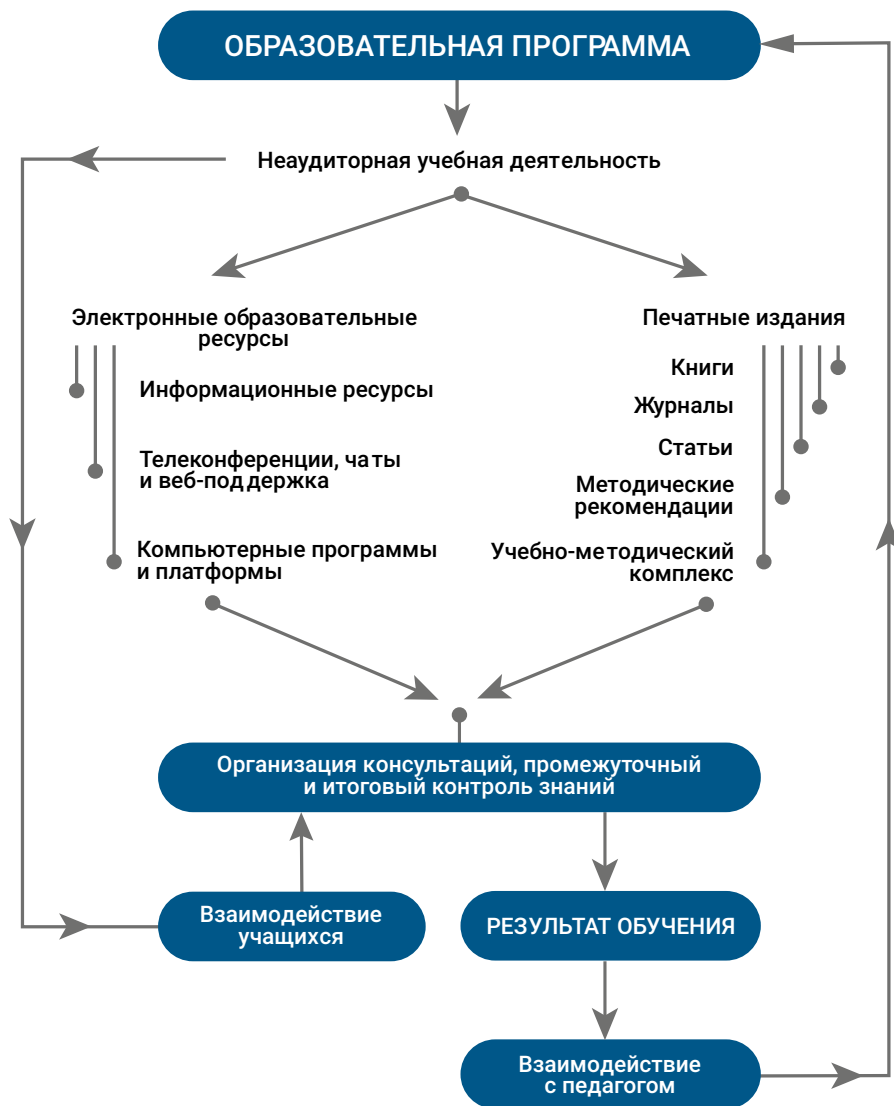 ОБРАЗОВАТЕЛЬНАЯ ПРОГРАММА
Неаудиторная учебная деятельность
Электронные образовательные
ресурсы
Информационные ресурсы
Телеконференции, чаты
и веб-поддержка
Компьютерные программы
и платформы
Печатные издания
Книги
Журналы
Статьи
Методические
рекомендации
Учебно-методический
комплекс
Организация консультаций, промежуточный
и итоговый контроль знаний
Взаимодействие
учащихся
РЕЗУЛЬТАТ ОБУЧЕНИЯ
Взаимодействие
с педагогом